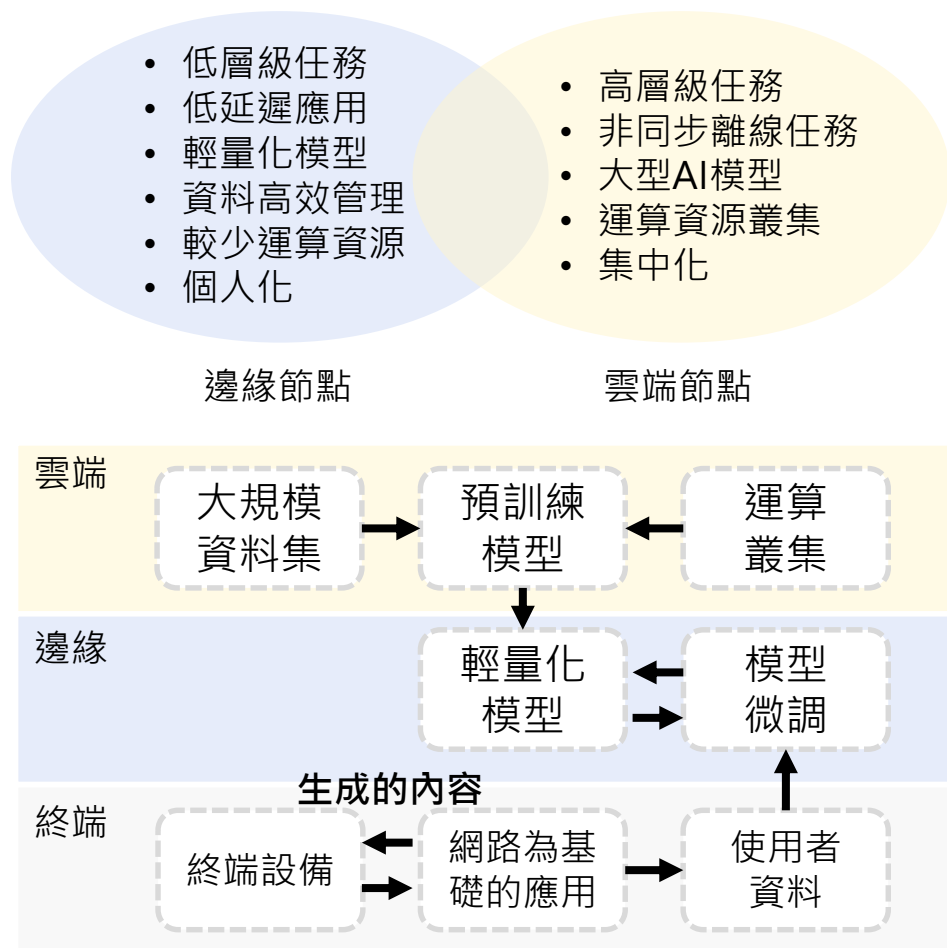 • 低層級任務
• 低延遲應用
• 輕量化模型
• 資料高效管理
• 較少運算資源
• 個人化
• 高層級任務
• 非同步離線任務
• 大型AI模型
• 運算資源叢集
• 集中化
邊緣節點
雲端節點
雲端
大規模
資料集
預訓練
模型
運算
叢集
邊緣
輕量化
模型
模型
微調
生成的內容
終端
終端設備
網路為基
礎的應用
使用者
資料